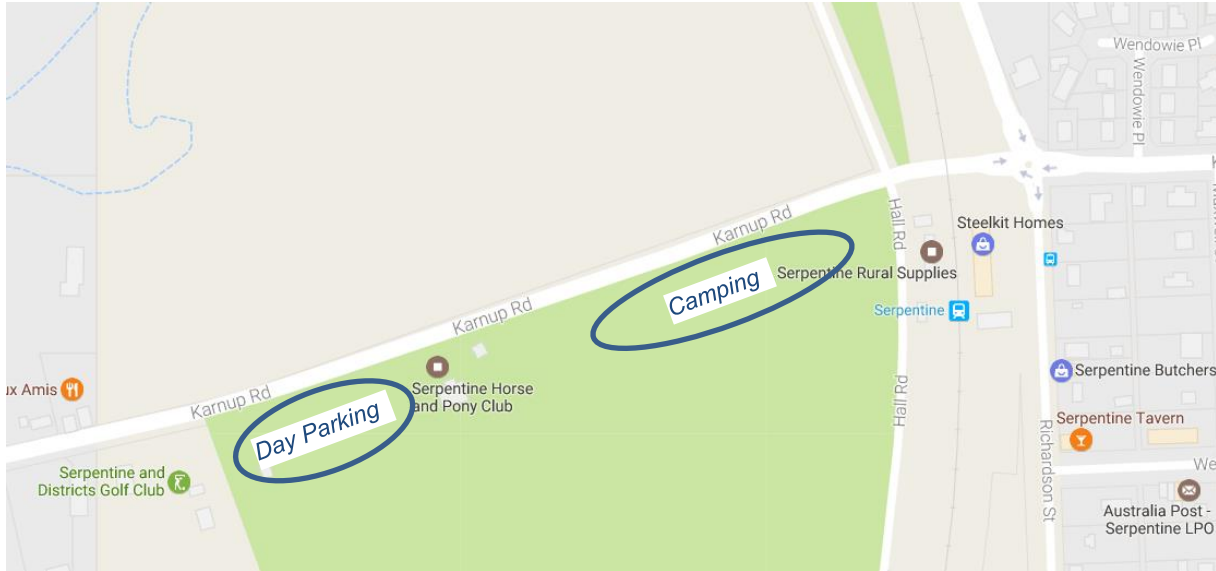 Wendowie Pl
Wendowie Pl
Karnup Rd
Hall Rd
Steelkit Homes
Serpentine Rural Supplies
Camping
Serpentine
Karnup Rd
Serpentine Horse
and Pony Club
Serpentine Butchers
ux Amis
Karnup Rd
Day Parking
Hall Rd
Serpentine Tavern
Richardson St
We
Serpentine and
Districts Golf Club
Australia Post -
Serpentine LPO